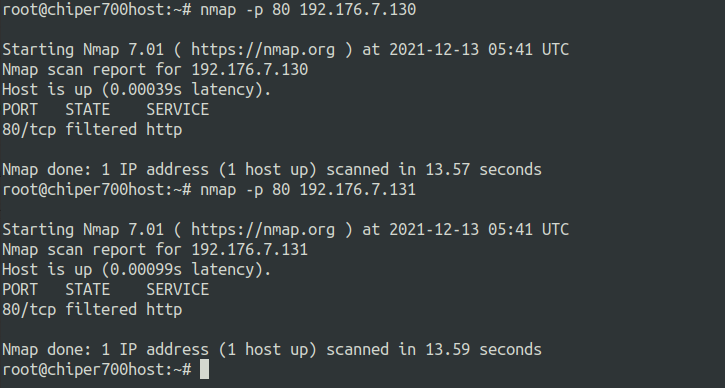 root@chiper700host:~# nmap -p 80 192.176.7.130
Starting Nmap 7.01 ( https://nmap.org ) at 2021-12-13 05:41 UTC
Nmap scan report for 192.176.7.130
Host is up (0.00039s latency).
PORT   STATE    SERVICE
80/tcp filtered http
Nmap done: 1 IP address (1 host up) scanned in 13.57 seconds
root@chiper700host:~# nmap -p 80 192.176.7.131
Starting Nmap 7.01 ( https://nmap.org ) at 2021-12-13 05:41 UTC
Nmap scan report for 192.176.7.131
Host is up (0.00099s latency).
PORT   STATE    SERVICE
80/tcp filtered http
Nmap done: 1 IP address (1 host up) scanned in 13.59 seconds
root@chiper700host:~#